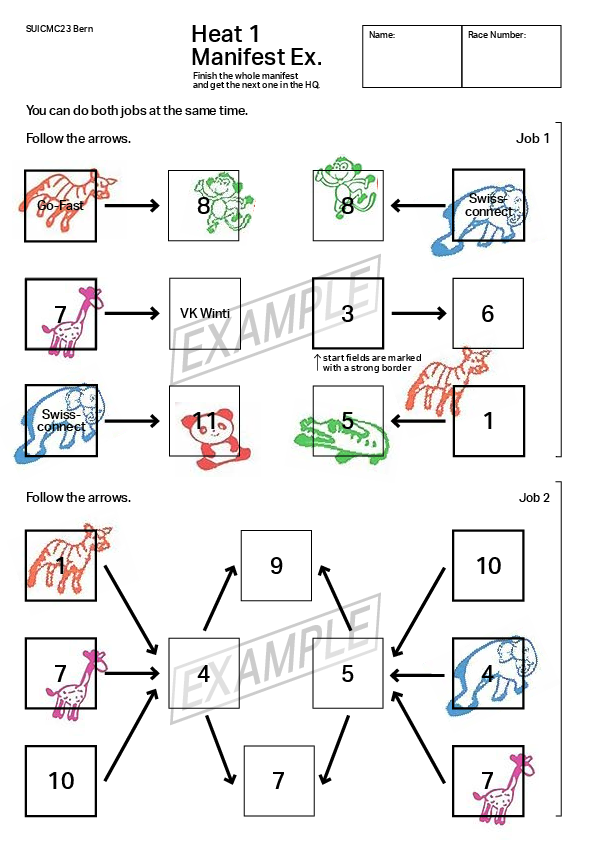 SUICMC23 Bern
Heat 1
Manifest Ex.
Finish the whole manifest
and get the next one in the HQ.
Name:
Race Number:
You can do both jobs at the same time.
Follow the arrows.
Job 1
Go-Fast
8
8
Swiss-
connect
7
VK Winti
3
6
EXAMPLE
start fields are marked
with a strong border
Swiss-
connect
11
5
1
Follow the arrows.
Job 2
1
9
10
7
4
5
4
EXAMPLE
10
7
7